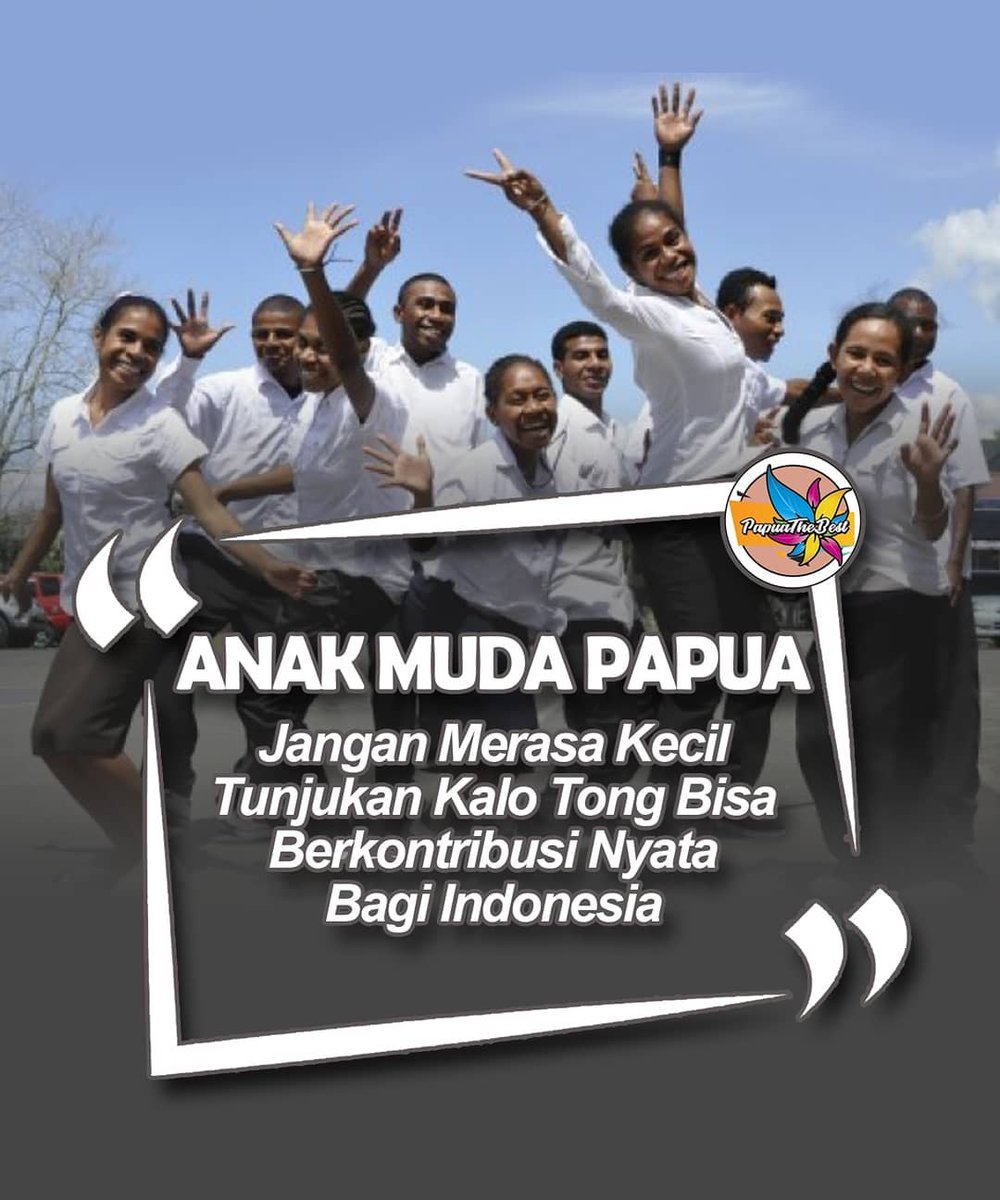 PapuaTheBest
ANAK MUDA PAPUA
Jangan Merasa Kecil
Tunjukan Kalo Tong Bisa
Berkontribusi Nyata
Bagi Indonesia